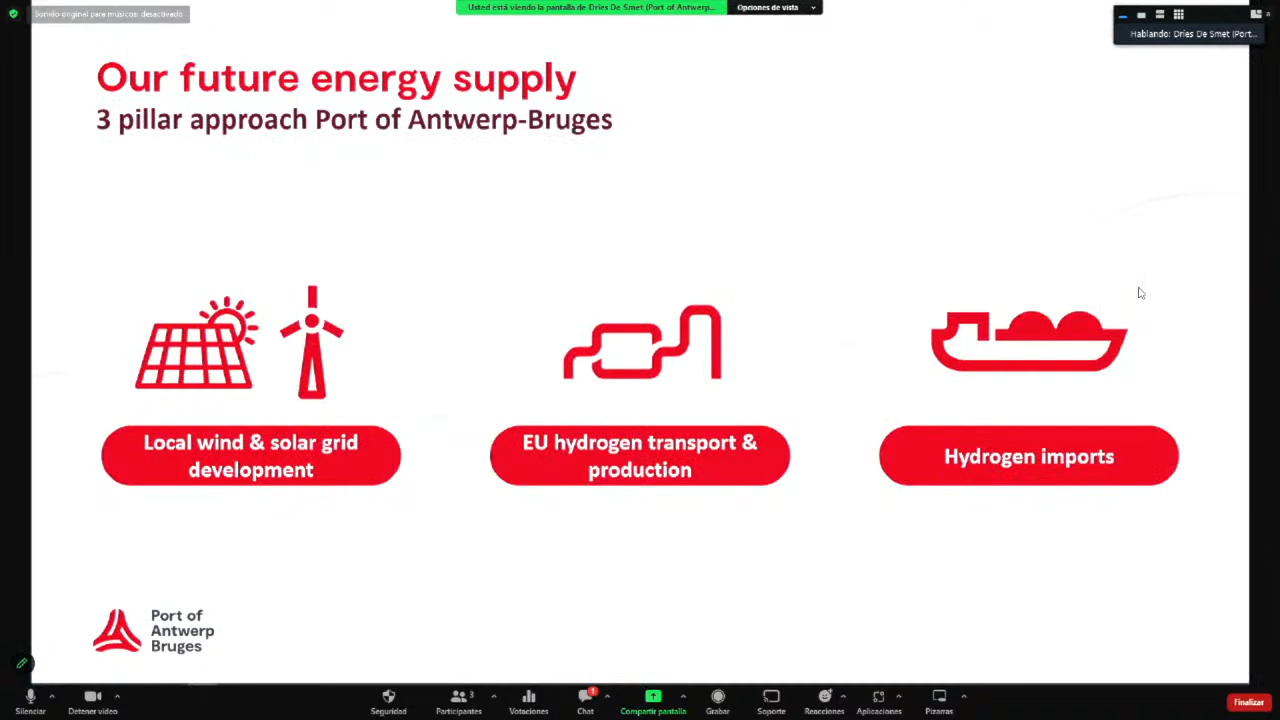 Sonido original para músicos: desactivado
Usted está viendo la pantalla de Dries De Smet (Port of Antwerp...
Opciones de vista
Hablando: Dries De Smet (Port...
Our future energy supply
3 pillar approach Port of Antwerp-Bruges
Local wind & solar grid
development
EU hydrogen transport &
production
Hydrogen imports
Port of
Antwerp
Bruges
Silenciar
Detener video
Seguridad
Participantes
3
Votaciones
Chat
1
Compartir pantalla
Grabar
Soporte
Reacciones
Aplicaciones
Pizarras
Finalizar